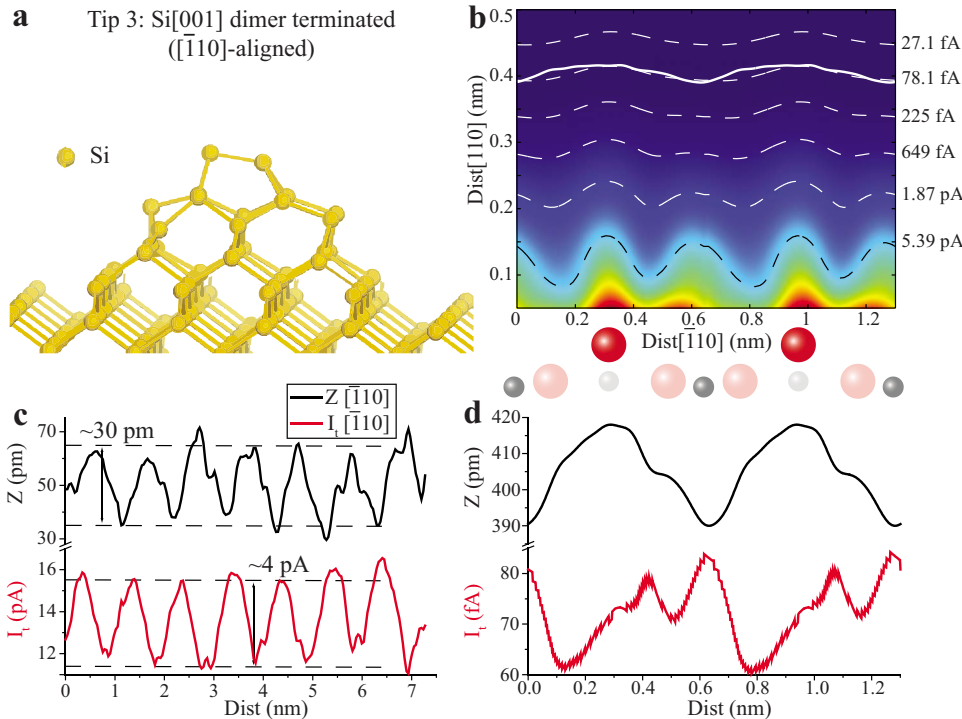 a
Tip 3: Si[001] dimer terminated
([1̅10]-aligned)
Si
b
0.5
0.4
0.3
0.2
0.1
Dist[110] (nm)
27.1 fA
78.1 fA
225 fA
649 fA
1.87 pA
5.39 pA
0 0.2 0.4 0.6 0.8 1 1.2
Dist[1̅10] (nm)
c
Z [1̅10]
I_t [1̅10]
~30 pm
70
50
30
Z (pm)
~4 pA
16
14
12
I_t (pA)
0 1 2 3 4 5 6 7
Dist (nm)
d
420
410
400
390
Z (pm)
80
70
60
I_t (fA)
0.0 0.2 0.4 0.6 0.8 1.0 1.2
Dist (nm)